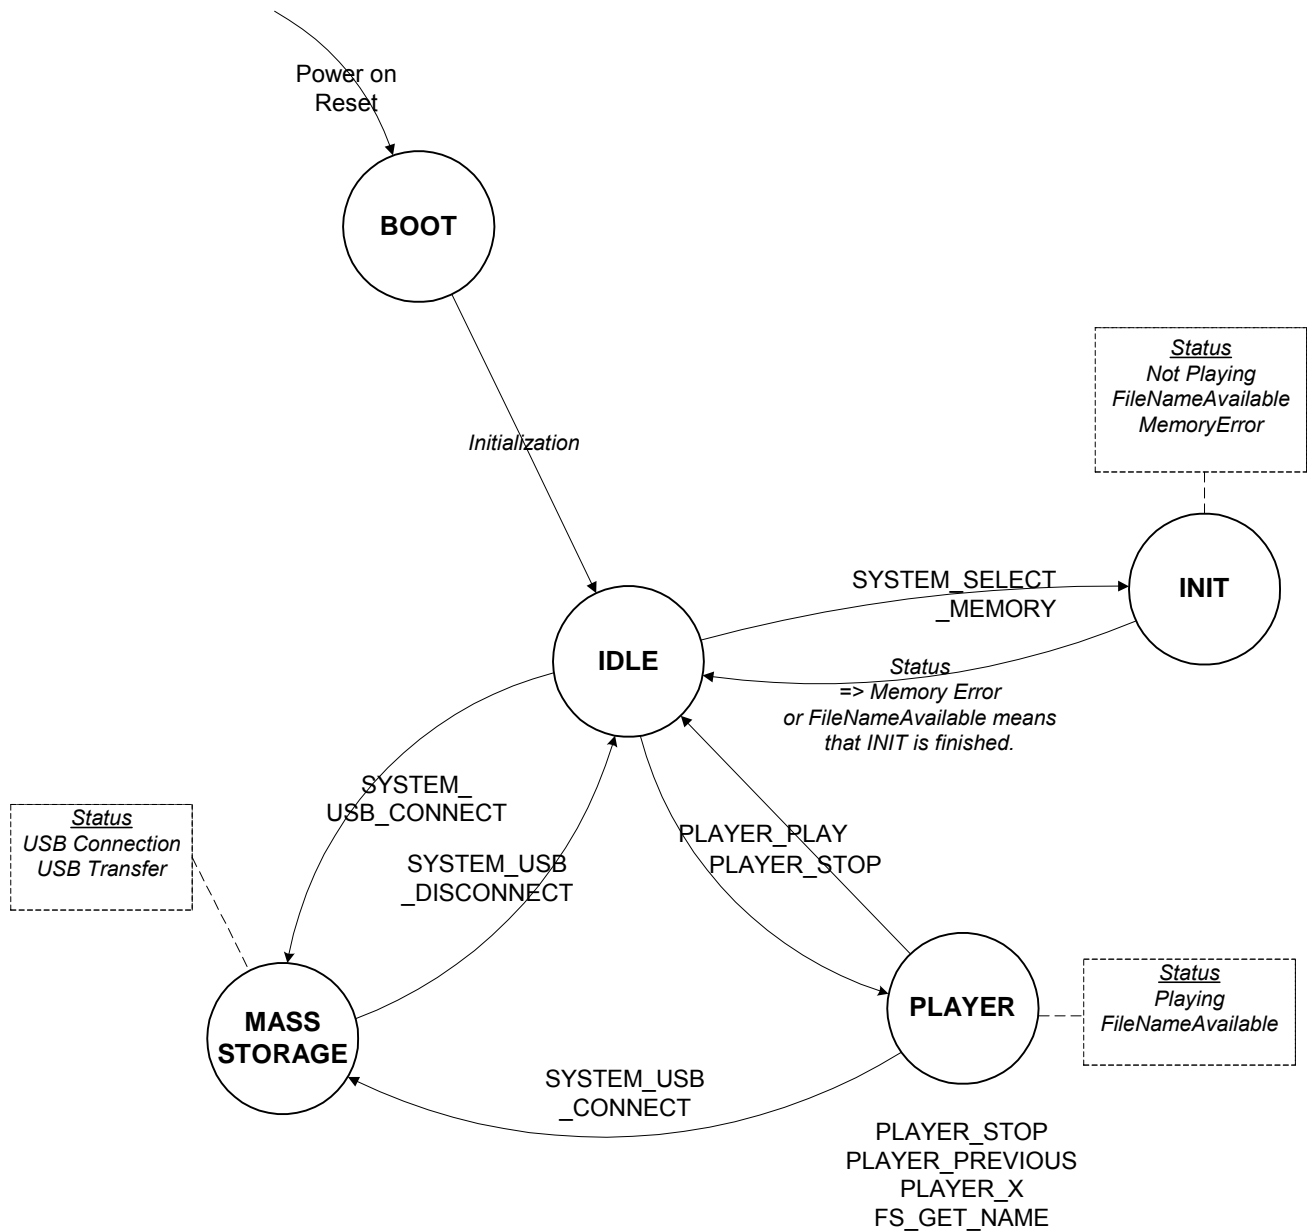 Power on
Reset
BOOT
Initialization
Status
Not Playing
FileNameAvailable
MemoryError
SYSTEM_SELECT
_MEMORY
INIT
IDLE
Status
=> Memory Error
or FileNameAvailable means
that INIT is finished.
SYSTEM_
USB_CONNECT
Status
USB Connection
USB Transfer
SYSTEM_USB
_DISCONNECT
PLAYER_PLAY
PLAYER_STOP
MASS
STORAGE
PLAYER
Status
Playing
FileNameAvailable
SYSTEM_USB
_CONNECT
PLAYER_STOP
PLAYER_PREVIOUS
PLAYER_X
FS_GET_NAME